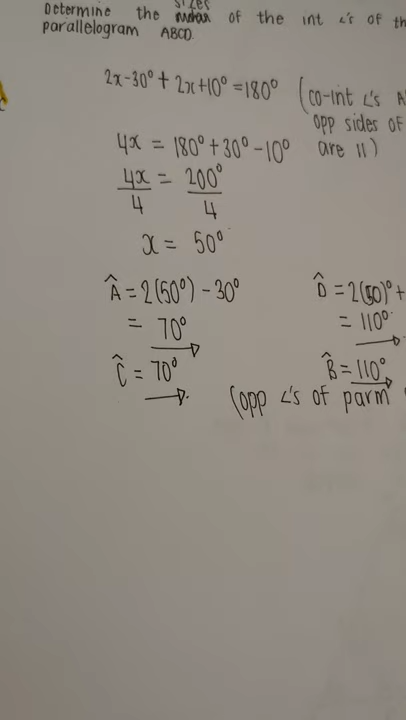 sizes
Determine the of the int ∠'s of th
parallelogram ABCD.
2x-30° + 2x+10° = 180° (co-int ∠'s A
opp sides of
4x = 180° + 30° - 10° are ||)
4x/4 = 200°/4
x = 50°
Â = 2(50°) - 30° D̂ = 2(50)° +
= 70° = 110°
Ĉ = 70° B̂ = 110°
(opp ∠'s of parm